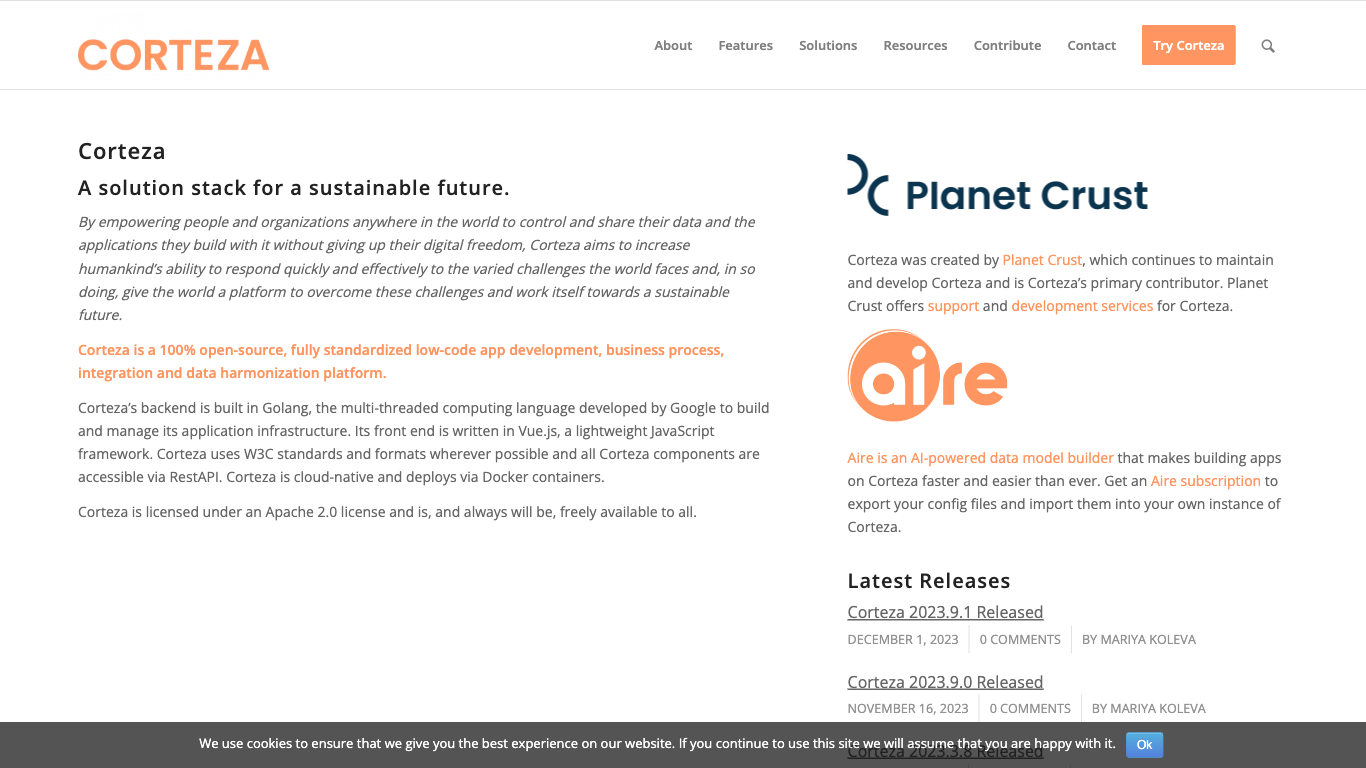 CORTEZA
About Features Solutions Resources Contribute Contact Try Corteza
Corteza
A solution stack for a sustainable future.
By empowering people and organizations anywhere in the world to control and share their data and the
applications they build with it without giving up their digital freedom, Corteza aims to increase
humankind’s ability to respond quickly and effectively to the varied challenges the world faces and, in so
doing, give the world a platform to overcome these challenges and work itself towards a sustainable
future.
Corteza is a 100% open-source, fully standardized low-code app development, business process,
integration and data harmonization platform.
Corteza’s backend is built in Golang, the multi-threaded computing language developed by Google to build
and manage its application infrastructure. Its front end is written in Vue.js, a lightweight JavaScript
framework. Corteza uses W3C standards and formats wherever possible and all Corteza components are
accessible via RestAPI. Corteza is cloud-native and deploys via Docker containers.
Corteza is licensed under an Apache 2.0 license and is, and always will be, freely available to all.
Planet Crust
Corteza was created by Planet Crust, which continues to maintain
and develop Corteza and is Corteza’s primary contributor. Planet
Crust offers support and development services for Corteza.
aire
Aire is an AI-powered data model builder that makes building apps
on Corteza faster and easier than ever. Get an Aire subscription to
export your config files and import them into your own instance of
Corteza.
Latest Releases
Corteza 2023.9.1 Released
DECEMBER 1, 2023 0 COMMENTS BY MARIYA KOLEVA
Corteza 2023.9.0 Released
NOVEMBER 16, 2023 0 COMMENTS BY MARIYA KOLEVA
Corteza 2023.3.8 Released
We use cookies to ensure that we give you the best experience on our website. If you continue to use this site we will assume that you are happy with it. Ok